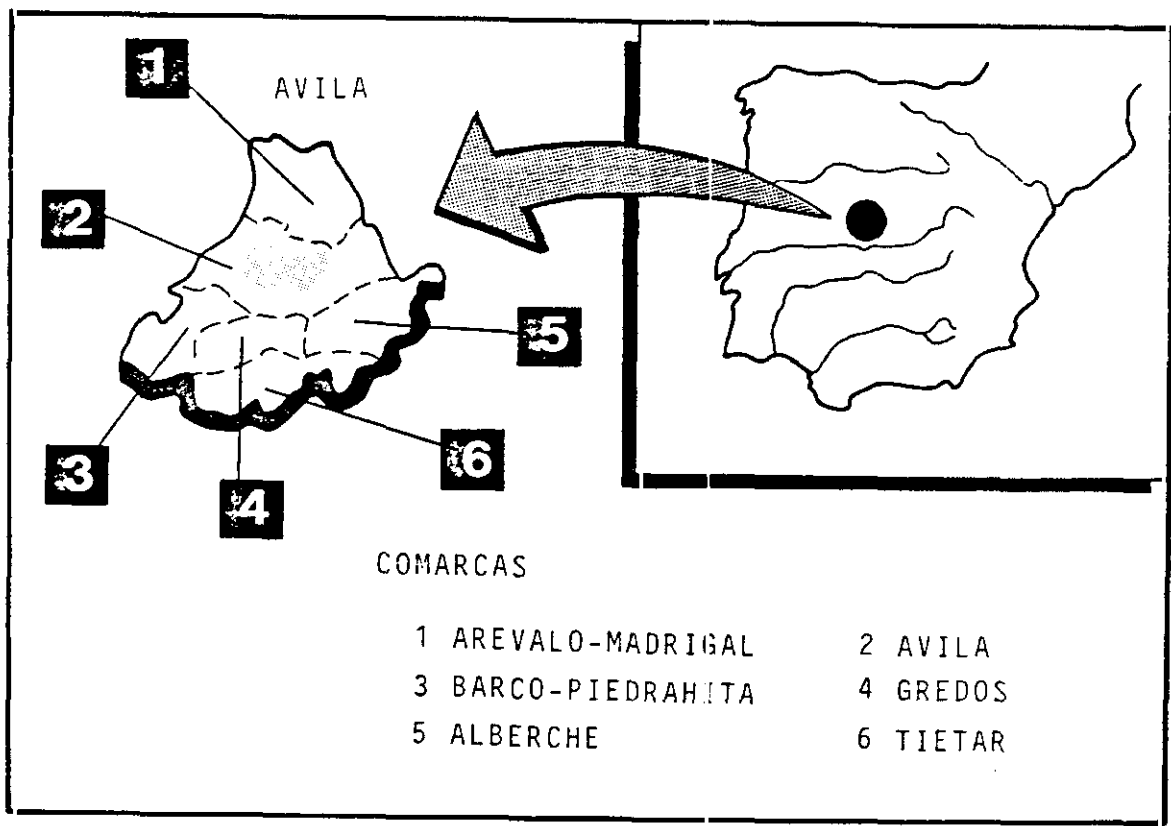 1
AVILA
2
5
3
6
4
COMARCAS
1 AREVALO-MADRIGAL 2 AVILA
3 BARCO-PIEDRAHITA 4 GREDOS
5 ALBERCHE 6 TIETAR